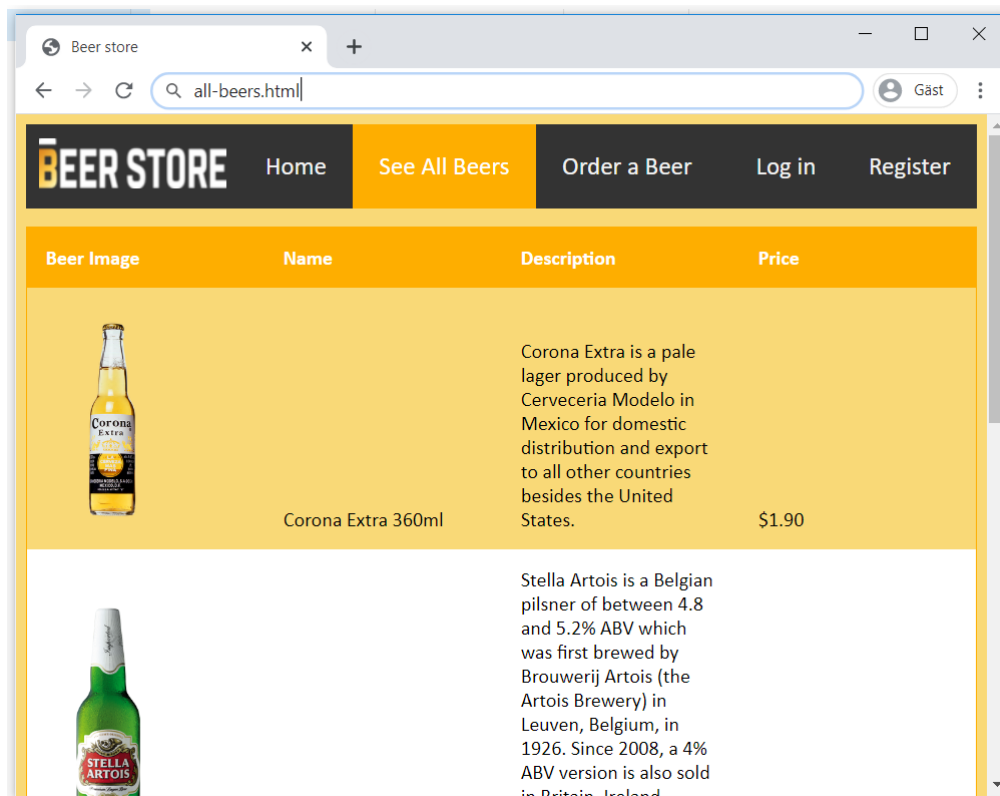 Beer store
all-beers.html
Gäst
BEER STORE
Home
See All Beers
Order a Beer
Log in
Register
Beer Image
Name
Description
Price
Corona
Extra
Corona Extra 360ml
Corona Extra is a pale
lager produced by
Cerveceria Modelo in
Mexico for domestic
distribution and export
to all other countries
besides the United
States.
$1.90
STELLA
ARTOIS
Stella Artois is a Belgian
pilsner of between 4.8
and 5.2% ABV which
was first brewed by
Brouwerij Artois (the
Artois Brewery) in
Leuven, Belgium, in
1926. Since 2008, a 4%
ABV version is also sold
in Britain, Ireland